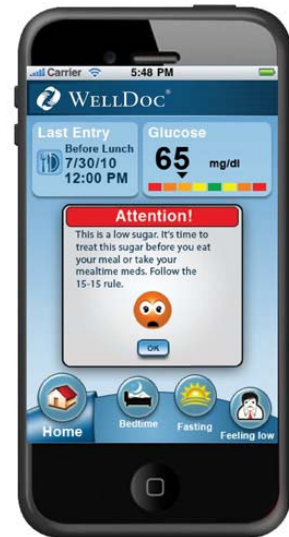 Carrier 5:48 PM
WELLDOC®
Last Entry
Before Lunch
7/30/10
12:00 PM
Glucose
65 mg/dl
Attention!
This is a low sugar. It's time to
treat this sugar before you eat
your meal or take your
mealtime meds. Follow the
15-15 rule.
OK
Home
Bedtime
Fasting
Feeling low